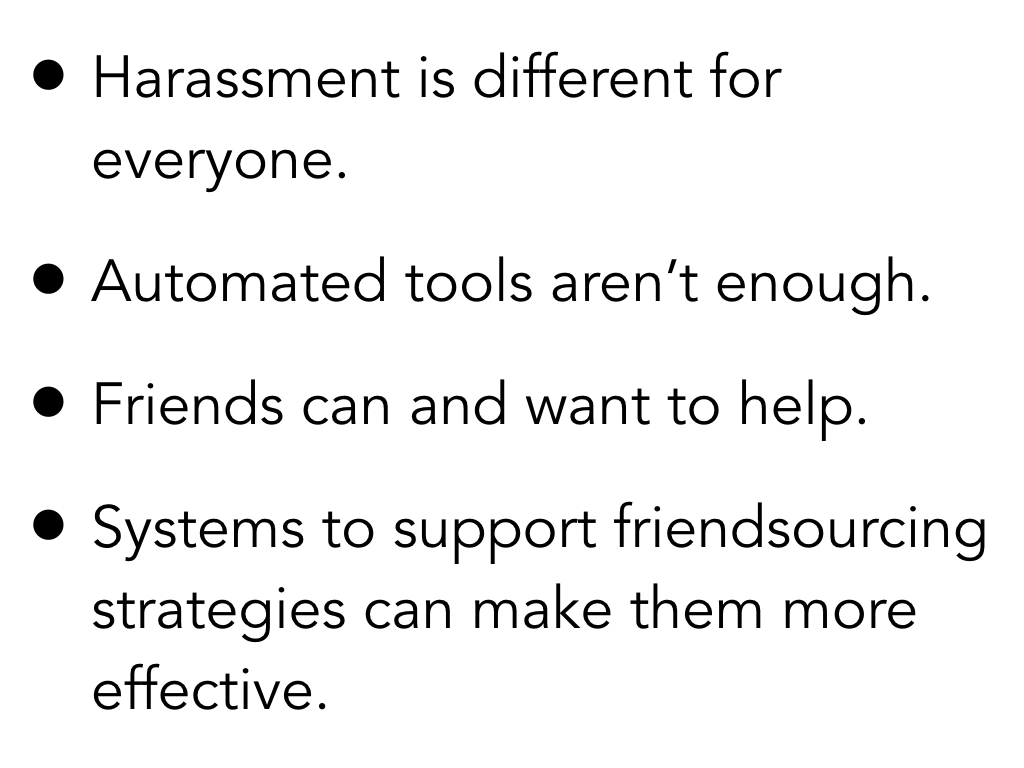 • Harassment is different for
everyone.
• Automated tools aren’t enough.
• Friends can and want to help.
• Systems to support friendsourcing
strategies can make them more
effective.